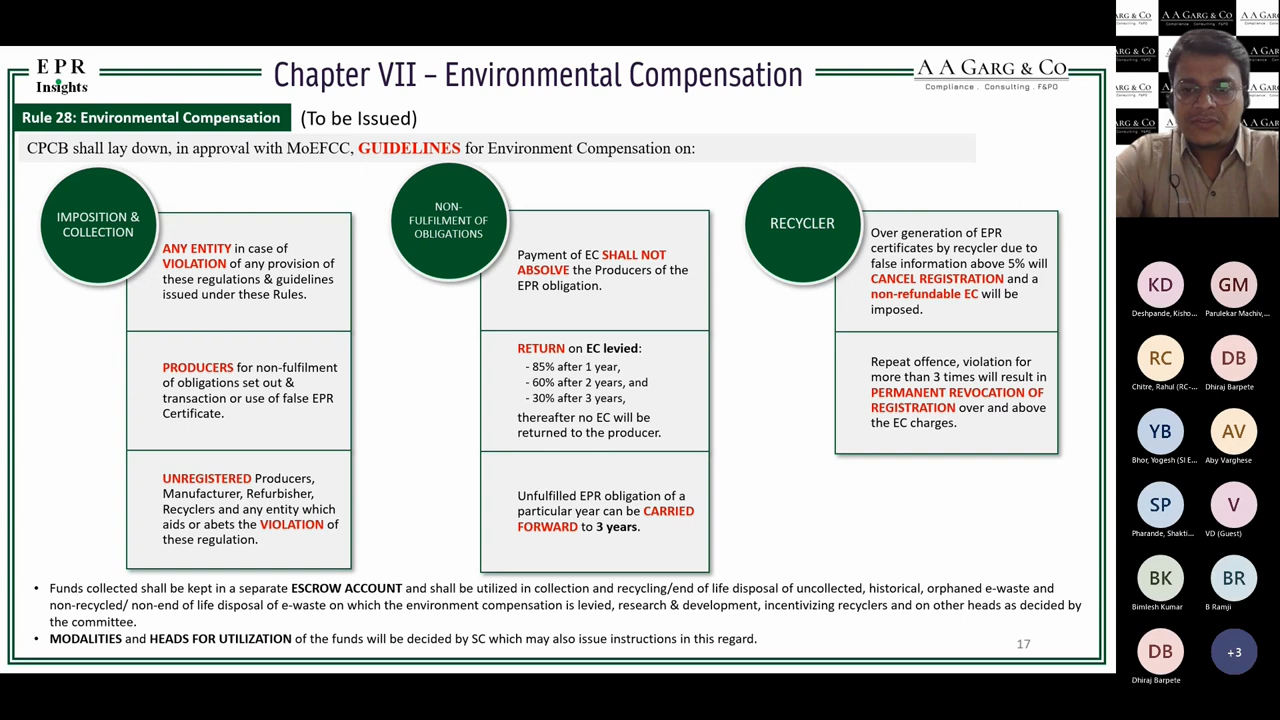 E P R
Insights
Chapter VII – Environmental Compensation
A A GARG & CO
Compliance . Consulting . F&PO
Rule 28: Environmental Compensation
(To be Issued)
CPCB shall lay down, in approval with MoEFCC, GUIDELINES for Environment Compensation on:
IMPOSITION &
COLLECTION
ANY ENTITY in case of
VIOLATION of any provision of
these regulations & guidelines
issued under these Rules.
PRODUCERS for non-fulfilment
of obligations set out &
transaction or use of false EPR
Certificate.
UNREGISTERED Producers,
Manufacturer, Refurbisher,
Recyclers and any entity which
aids or abets the VIOLATION of
these regulation.
NON-
FULFILMENT OF
OBLIGATIONS
Payment of EC SHALL NOT
ABSOLVE the Producers of the
EPR obligation.
RETURN on EC levied:
- 85% after 1 year,
- 60% after 2 years, and
- 30% after 3 years,
thereafter no EC will be
returned to the producer.
Unfulfilled EPR obligation of a
particular year can be CARRIED
FORWARD to 3 years.
RECYCLER
Over generation of EPR
certificates by recycler due to
false information above 5% will
CANCEL REGISTRATION and a
non-refundable EC will be
imposed.
Repeat offence, violation for
more than 3 times will result in
PERMANENT REVOCATION OF
REGISTRATION over and above
the EC charges.
• Funds collected shall be kept in a separate ESCROW ACCOUNT and shall be utilized in collection and recycling/end of life disposal of uncollected, historical, orphaned e-waste and
non-recycled/ non-end of life disposal of e-waste on which the environment compensation is levied, research & development, incentivizing recyclers and on other heads as decided by
the committee.
• MODALITIES and HEADS FOR UTILIZATION of the funds will be decided by SC which may also issue instructions in this regard.
17
A A GARG & CO
KD
Deshpande, Kisho...
GM
Parulekar Machiv,...
RC
Chitre, Rahul (RC-...
DB
Dhiraj Barpete
YB
Bhor, Yogesh (SI E...
AV
Aby Varghese
SP
Pharande, Shakti...
V
VD (Guest)
BK
Bimlesh Kumar
BR
B Ramji
DB
Dhiraj Barpete
+3